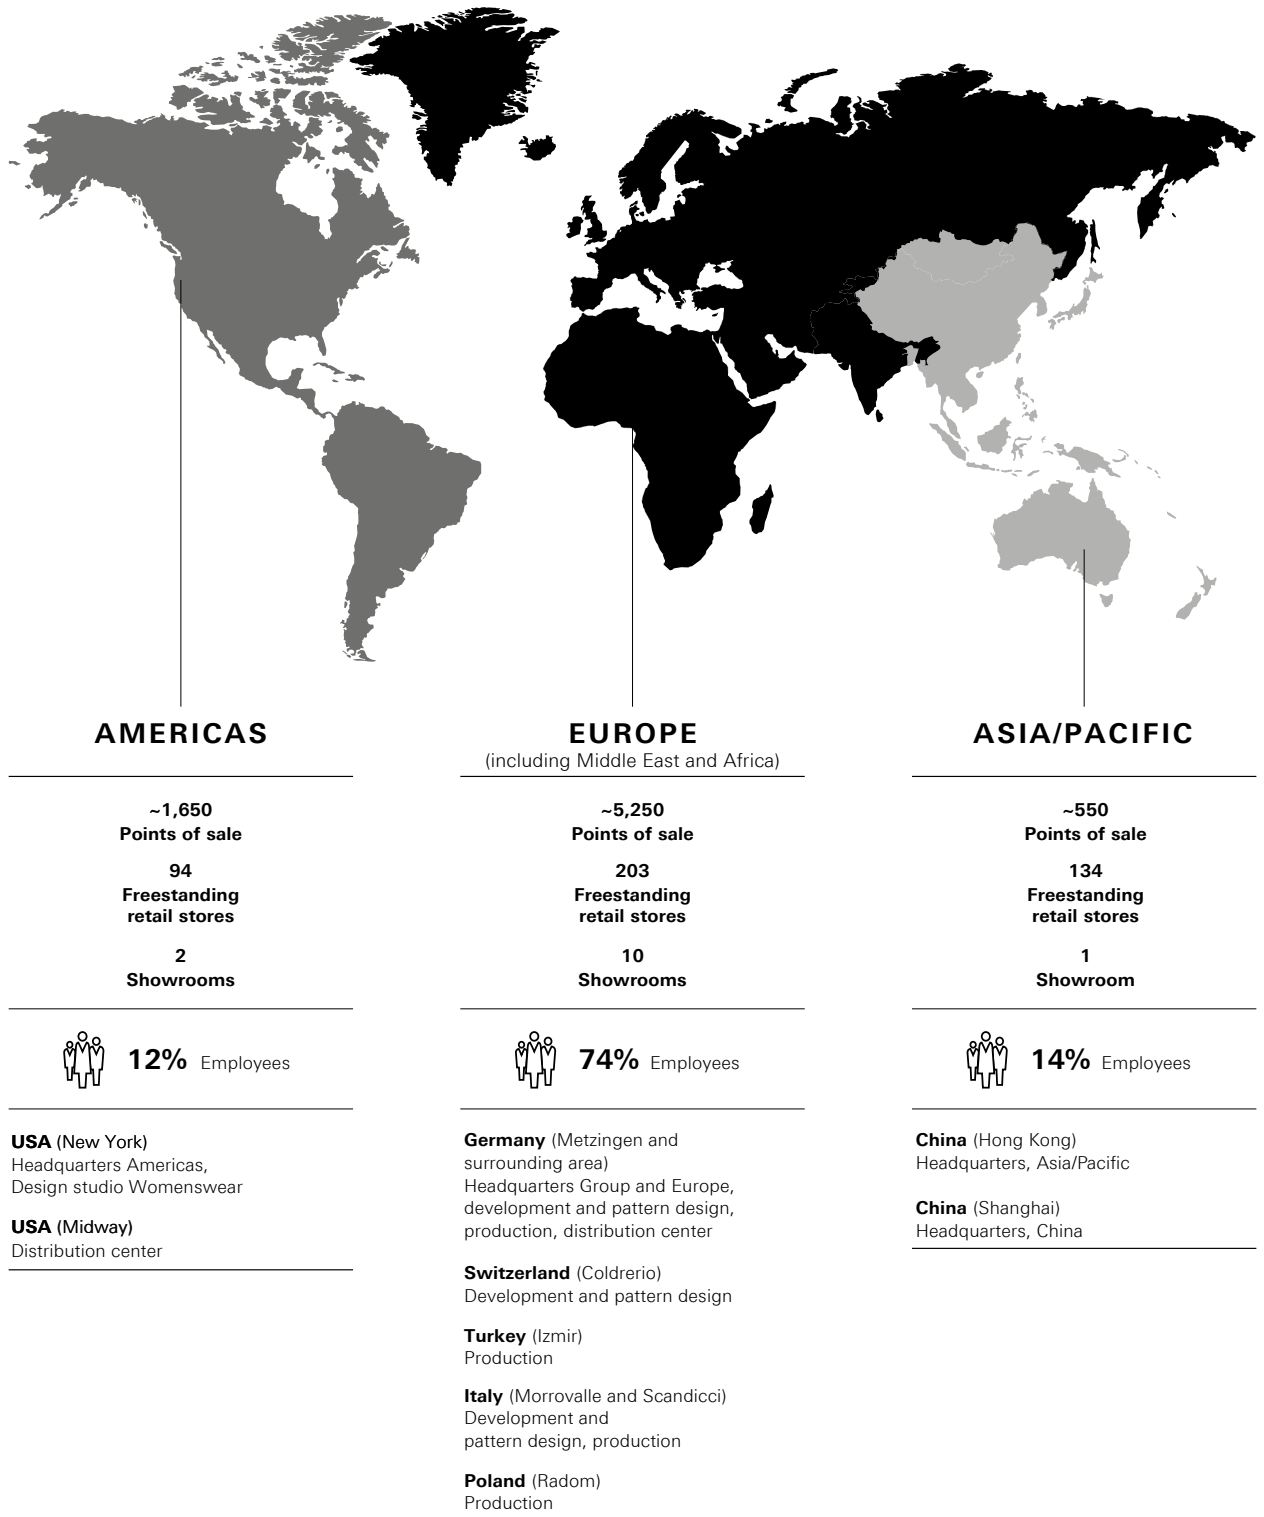 AMERICAS
~1,650
Points of sale
94
Freestanding
retail stores
2
Showrooms
12% Employees
USA (New York)
Headquarters Americas,
Design studio Womenswear
USA (Midway)
Distribution center
EUROPE
(including Middle East and Africa)
~5,250
Points of sale
203
Freestanding
retail stores
10
Showrooms
74% Employees
Germany (Metzingen and
surrounding area)
Headquarters Group and Europe,
development and pattern design,
production, distribution center
Switzerland (Coldrerio)
Development and pattern design
Turkey (Izmir)
Production
Italy (Morrovalle and Scandicci)
Development and
pattern design, production
Poland (Radom)
Production
ASIA/PACIFIC
~550
Points of sale
134
Freestanding
retail stores
1
Showroom
14% Employees
China (Hong Kong)
Headquarters, Asia/Pacific
China (Shanghai)
Headquarters, China